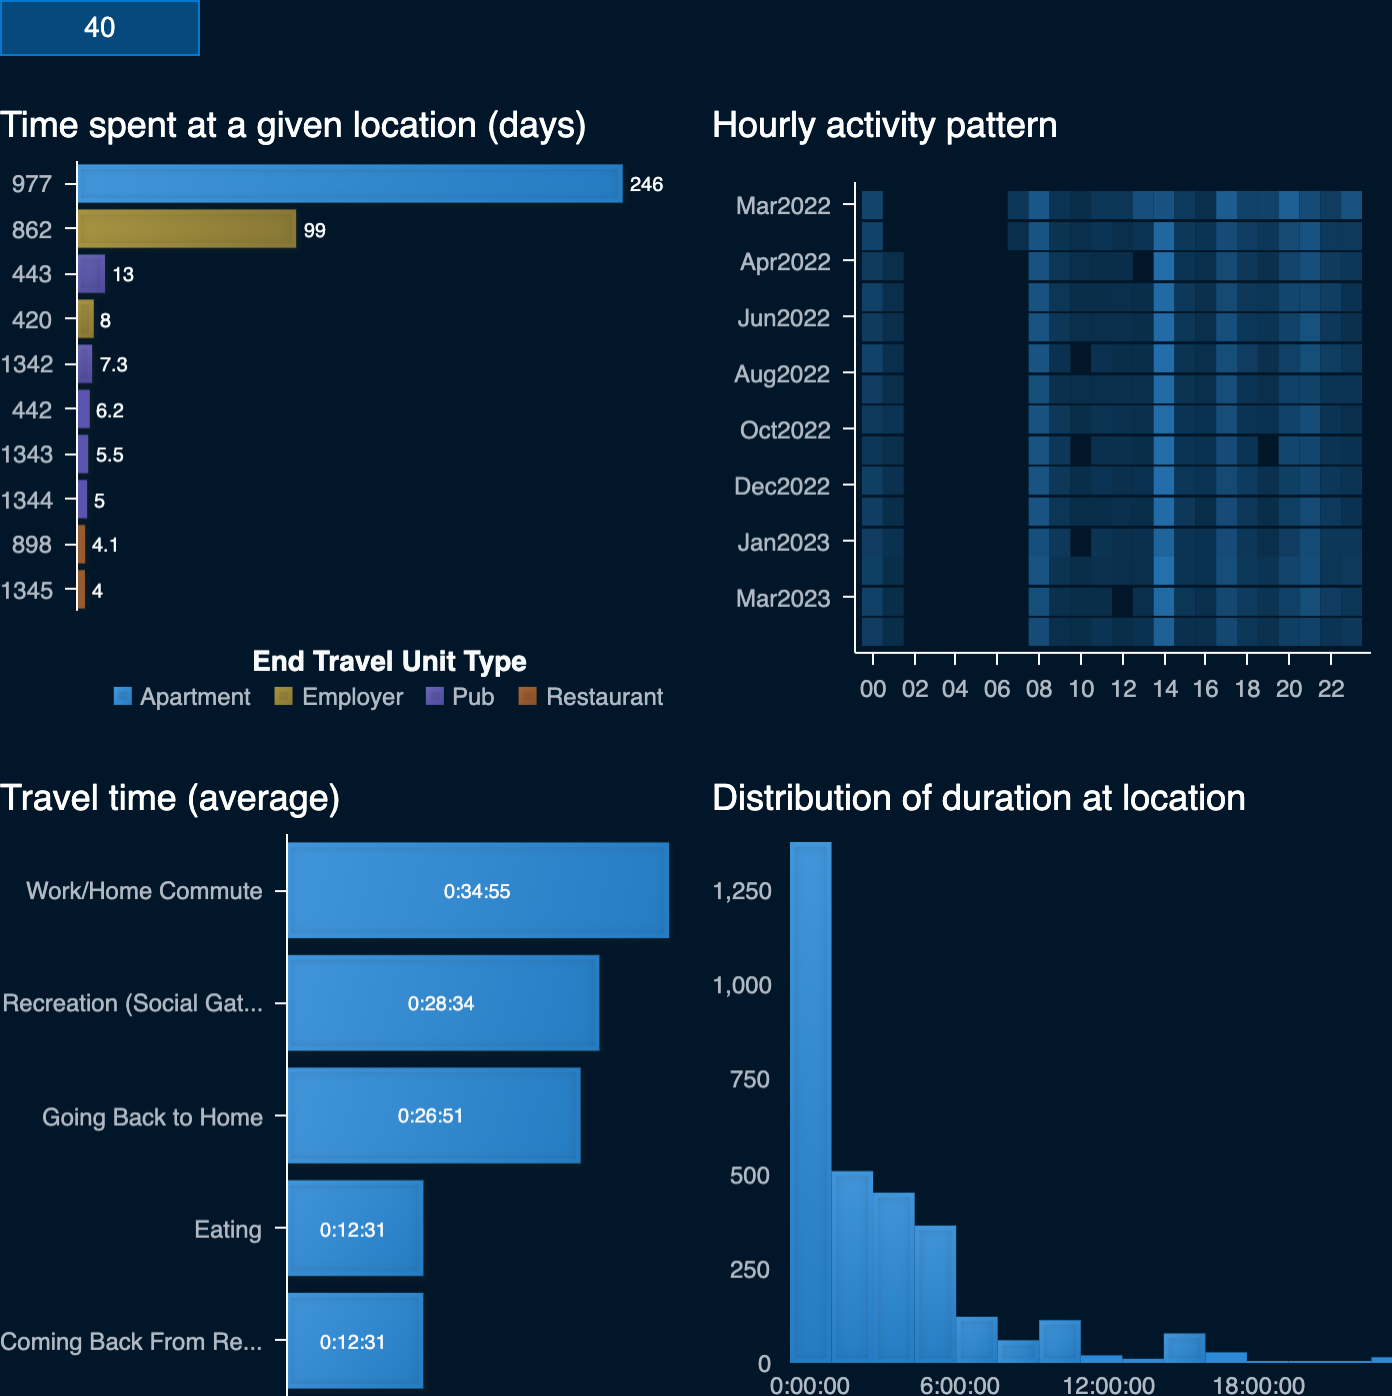 40
Time spent at a given location (days)
977
246
862
99
443
13
420
8
1342
7.3
442
6.2
1343
5.5
1344
5
898
4.1
1345
4
End Travel Unit Type
Apartment Employer Pub Restaurant
Hourly activity pattern
Mar2022
Apr2022
Jun2022
Aug2022
Oct2022
Dec2022
Jan2023
Mar2023
00 02 04 06 08 10 12 14 16 18 20 22
Travel time (average)
Work/Home Commute
0:34:55
Recreation (Social Gat...
0:28:34
Going Back to Home
0:26:51
Eating
0:12:31
Coming Back From Re...
0:12:31
Distribution of duration at location
1,250
1,000
750
500
250
0
0:00:00 6:00:00 12:00:00 18:00:00